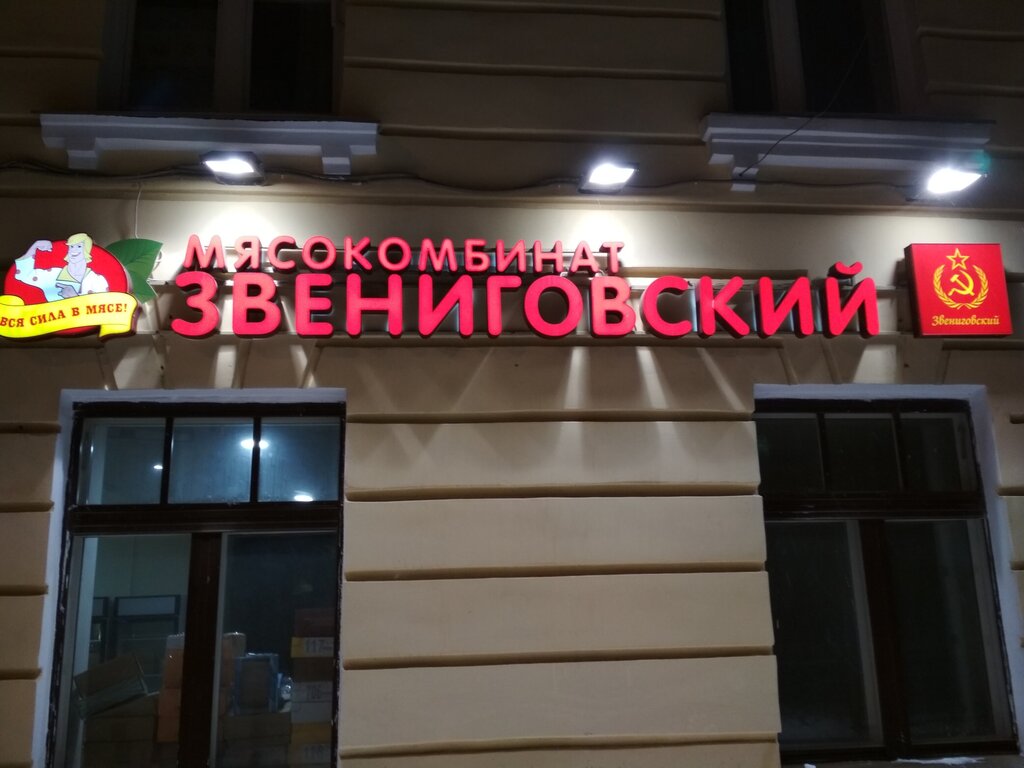 ВСЯ СИЛА В МЯСЕ!
МЯСОКОМБИНАТ
ЗВЕНИГОВСКИЙ
Звениговский